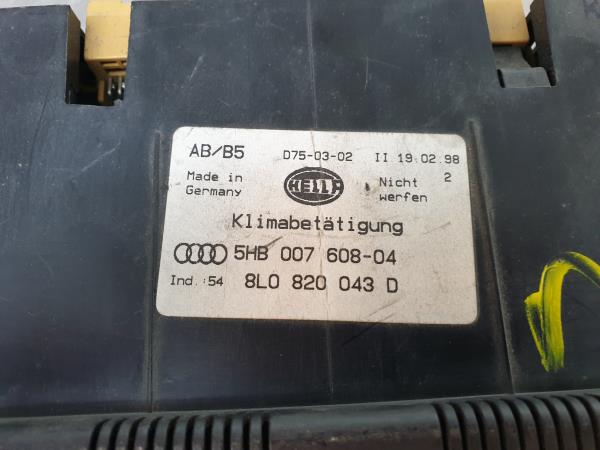 AB/B5 D75-03-02 II 19.02.98
Made in Germany HELLA Nicht werfen 2
Klimabetätigung
5HB 007 608-04
Ind.:54 8L0 820 043 D